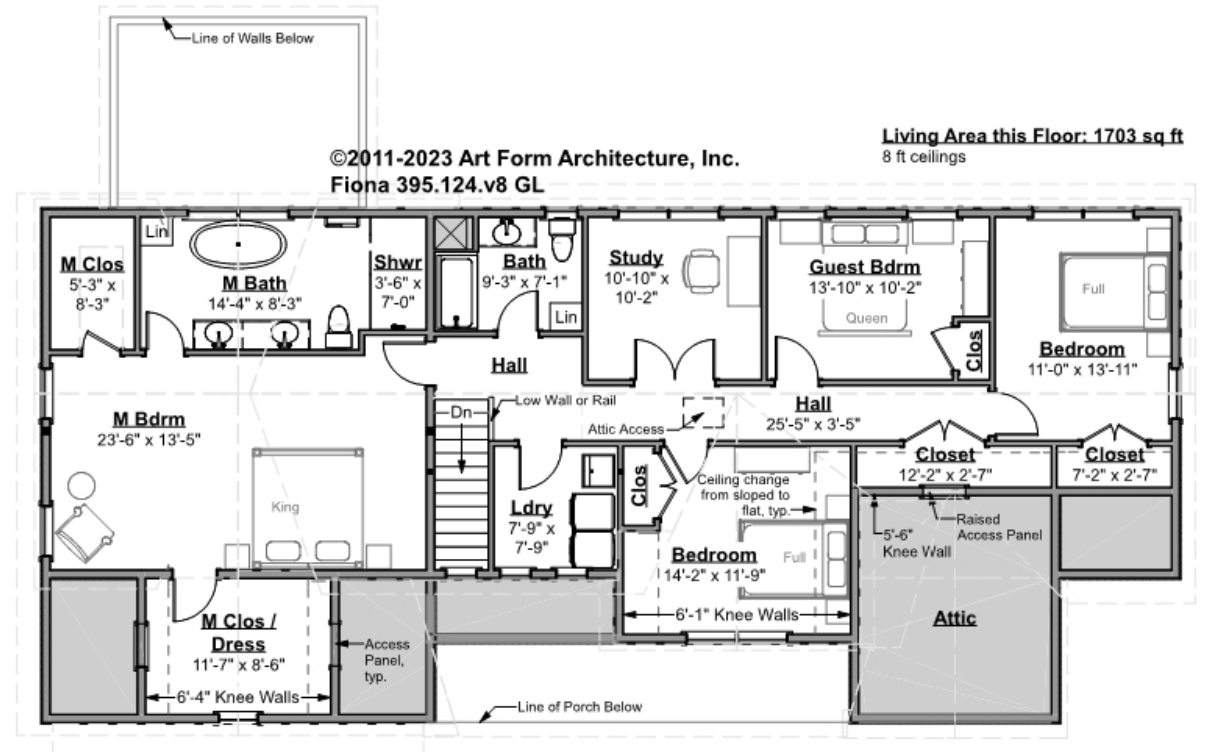 Line of Walls Below
Living Area this Floor: 1703 sq ft
8 ft ceilings
©2011-2023 Art Form Architecture, Inc.
Fiona 395.124.v8 GL
M Clos
5'-3" x
8'-3"
Lin
M Bath
14'-4" x 8'-3"
Shwr
3'-6" x
7'-0"
Bath
9'-3" x 7'-1"
Lin
Study
10'-10" x
10'-2"
Guest Bdrm
13'-10" x 10'-2"
Queen
Clos
Full
Bedroom
11'-0" x 13'-11"
Hall
M Bdrm
23'-6" x 13'-5"
King
Dn
Low Wall or Rail
Attic Access
Hall
25'-5" x 3'-5"
Closet
12'-2" x 2'-7"
Closet
7'-2" x 2'-7"
Ldry
7'-9" x
7'-9"
Clos
Ceiling change
from sloped to
flat, typ.
Bedroom
14'-2" x 11'-9"
Full
6'-1" Knee Walls
5'-6"
Knee Wall
Raised
Access Panel
Attic
M Clos /
Dress
11'-7" x 8'-6"
6'-4" Knee Walls
Access
Panel,
typ.
Line of Porch Below